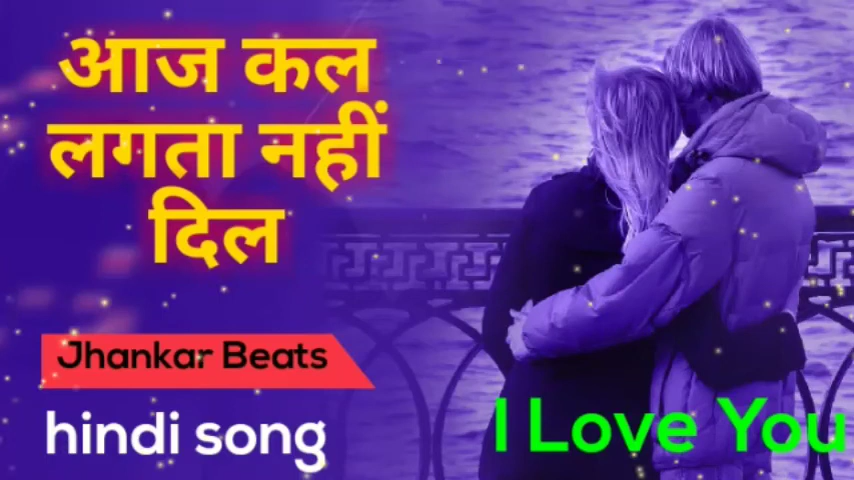 आज कल
लगता नहीं
दिल
Jhankar Beats
hindi song
I Love You